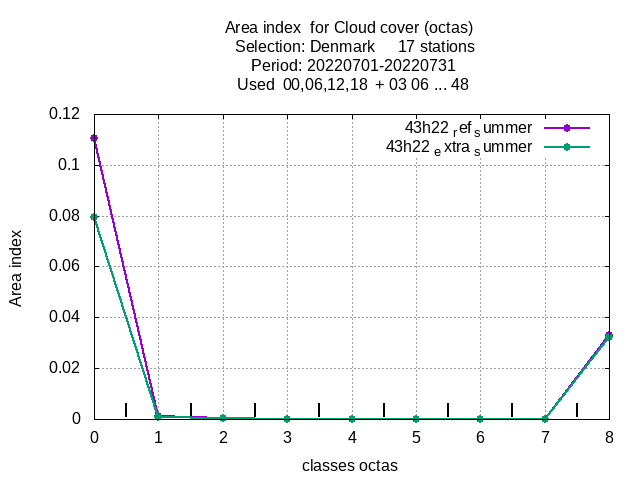 Area index for Cloud cover (octas)
Selection: Denmark 17 stations
Period: 20220701-20220731
Used 00,06,12,18 + 03 06 ... 48
0.12
43h22 ref summer
0.1
43h22 extra summer
0.08
0.06
Area index
0.04
0.02
0
0 1 2 3 4 5 6 7 8
classes octas